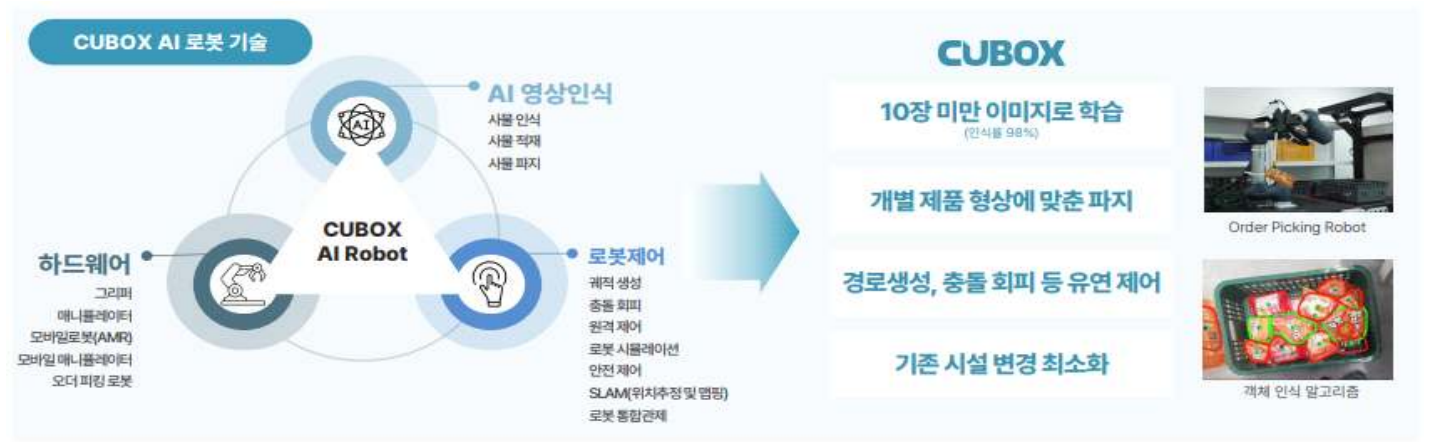 CUBOX AI 로봇 기술
AI 영상인식
사물 인식
사물 적재
사물 파지
AI
CUBOX
AI Robot
하드웨어
그리퍼
매니퓰레이터
모바일로봇(AMR)
모바일 매니퓰레이터
오더 피킹 로봇
로봇제어
궤적 생성
충돌 회피
원격 제어
로봇 시뮬레이션
안전 제어
SLAM(위치추정 및 맵핑)
로봇 통합관제
CUBOX
10장 미만 이미지로 학습
(인식률 98%)
개별 제품 형상에 맞춘 파지
경로생성, 충돌 회피 등 유연 제어
기존 시설 변경 최소화
Order Picking Robot
객체 인식 알고리즘